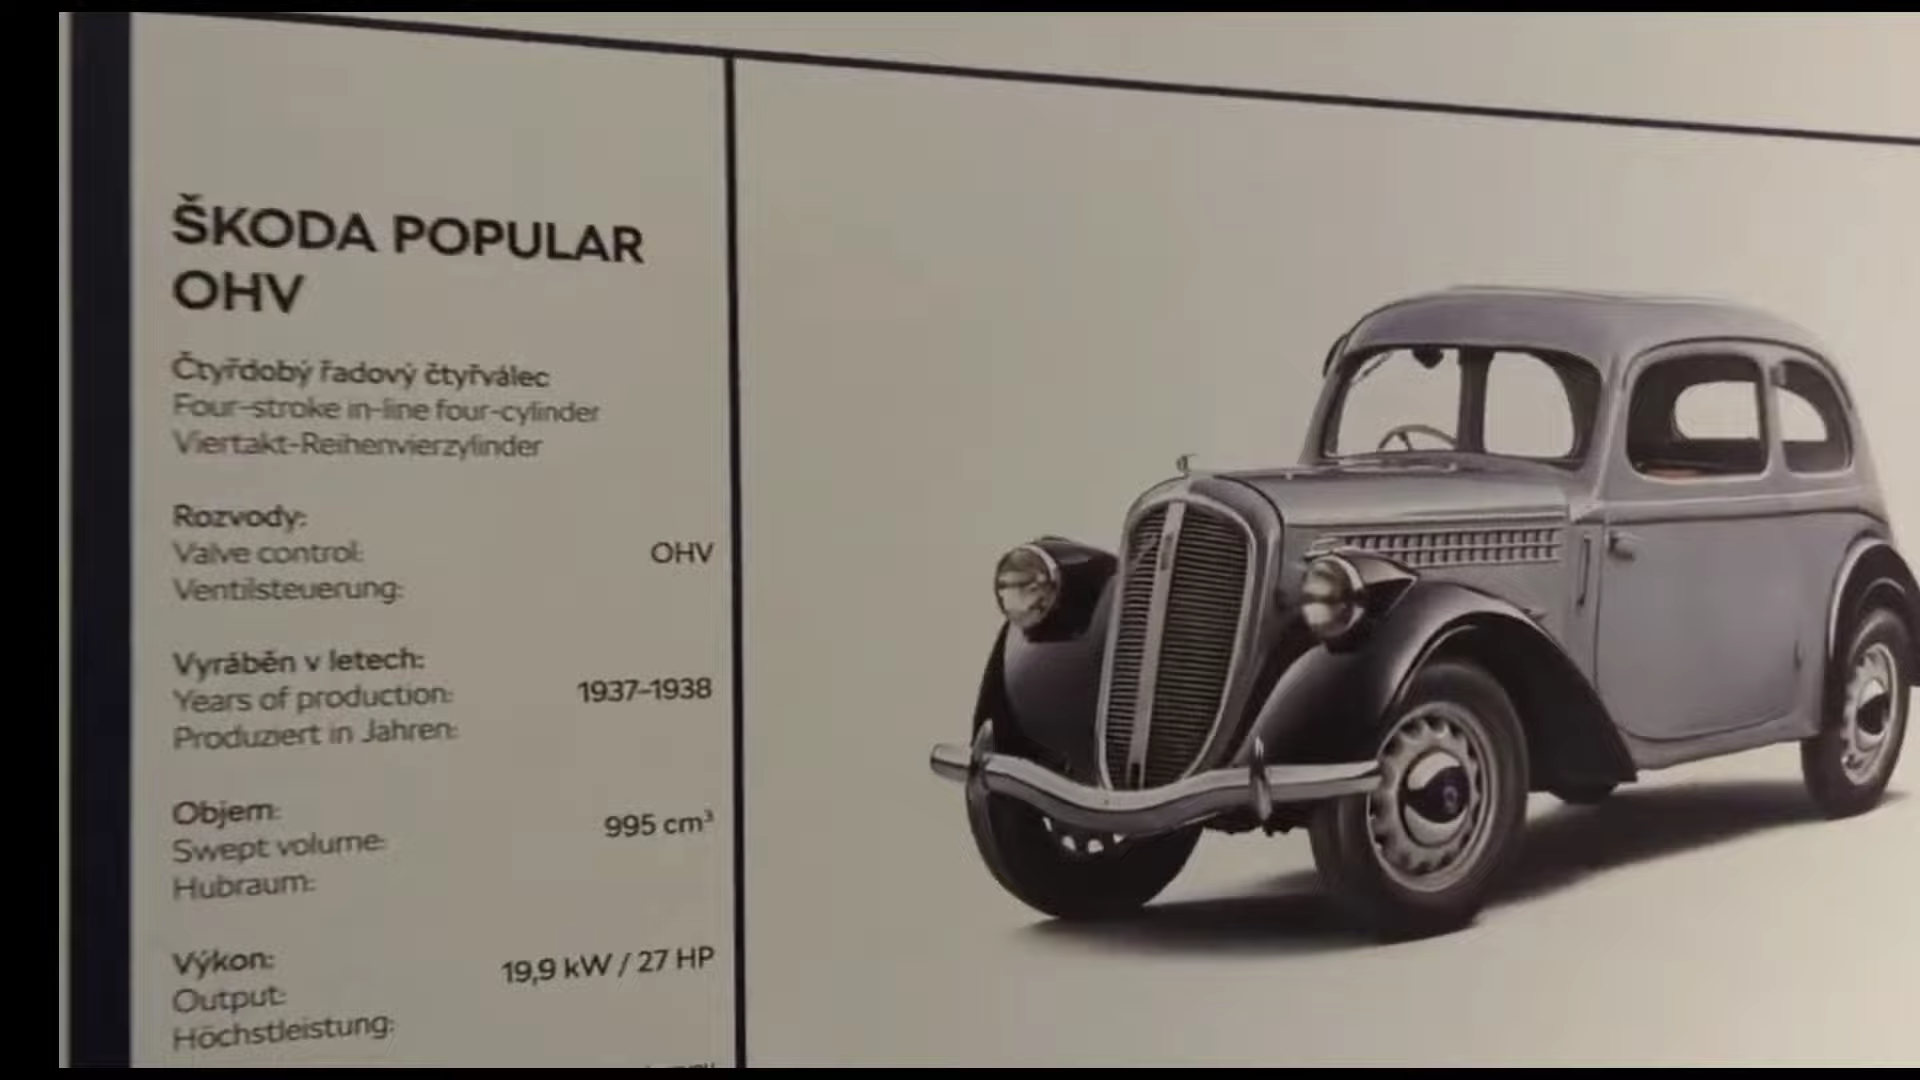 ŠKODA POPULAR
OHV
Čtyřdobý řadový čtyřválec
Four-stroke in-line four-cylinder
Viertakt-Reihenvierzylinder
Rozvody:
Valve control: OHV
Ventilsteuerung:
Vyráběn v letech:
Years of production: 1937–1938
Produziert in Jahren:
Objem:
Swept volume: 995 cm³
Hubraum:
Výkon: 19,9 kW / 27 HP
Output:
Höchstleistung: